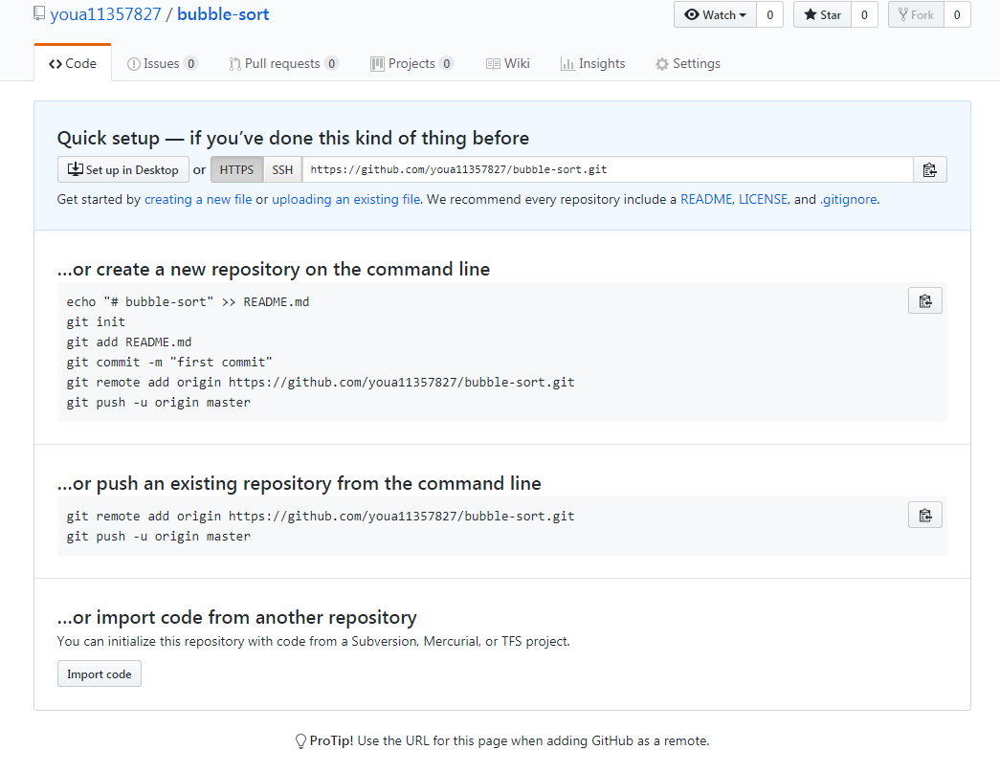 youa11357827 / bubble-sort
Watch 0 Star 0 Fork 0
Code Issues 0 Pull requests 0 Projects 0 Wiki Insights Settings
Quick setup — if you’ve done this kind of thing before
Set up in Desktop or HTTPS SSH https://github.com/youa11357827/bubble-sort.git
Get started by creating a new file or uploading an existing file. We recommend every repository include a README, LICENSE, and .gitignore.
…or create a new repository on the command line
echo "# bubble-sort" >> README.md
git init
git add README.md
git commit -m "first commit"
git remote add origin https://github.com/youa11357827/bubble-sort.git
git push -u origin master
…or push an existing repository from the command line
git remote add origin https://github.com/youa11357827/bubble-sort.git
git push -u origin master
…or import code from another repository
You can initialize this repository with code from a Subversion, Mercurial, or TFS project.
Import code
ProTip! Use the URL for this page when adding GitHub as a remote.